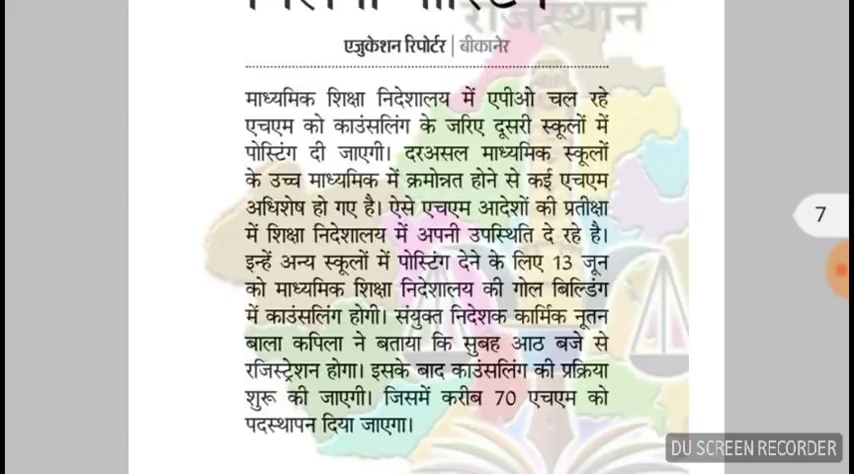 राजस्थान
एजुकेशन रिपोर्टर | बीकानेर
माध्यमिक शिक्षा निदेशालय में एपीओ चल रहे
एचएम को काउंसलिंग के जरिए दूसरी स्कूलों में
पोस्टिंग दी जाएगी। दरअसल माध्यमिक स्कूलों
के उच्च माध्यमिक में क्रमोन्नत होने से कई एचएम
अधिशेष हो गए है। ऐसे एचएम आदेशों की प्रतीक्षा
में शिक्षा निदेशालय में अपनी उपस्थिति दे रहे है।
इन्हें अन्य स्कूलों में पोस्टिंग देने के लिए 13 जून
को माध्यमिक शिक्षा निदेशालय की गोल बिल्डिंग
में काउंसलिंग होगी। संयुक्त निदेशक कार्मिक नूतन
बाला कपिला ने बताया कि सुबह आठ बजे से
रजिस्ट्रेशन होगा। इसके बाद काउंसलिंग की प्रक्रिया
शुरू की जाएगी। जिसमें करीब 70 एचएम को
पदस्थापन दिया जाएगा।
7
DU SCREEN RECORDER